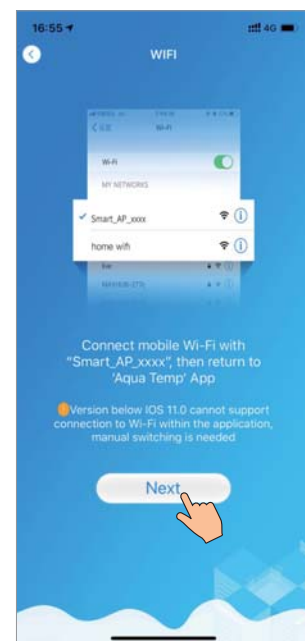 16:55
4G
WIFI
Wi-Fi
Wi-Fi
MY NETWORKS
Smart_AP_xxxx
home wifi
Connect mobile Wi-Fi with
“Smart_AP_xxxx”, then return to
‘Aqua Temp’ App
Version below IOS 11.0 cannot support
connection to Wi-Fi within the application,
manual switching is needed
Next